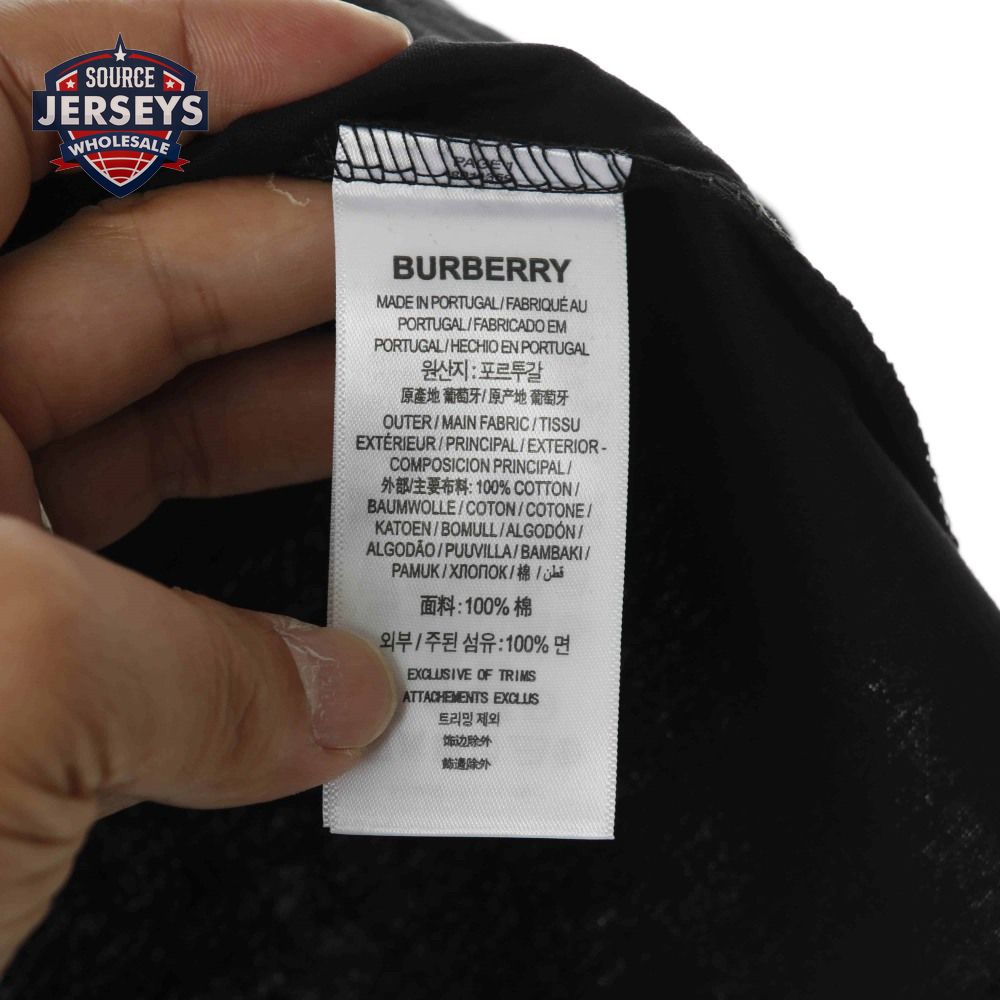 SOURCE
JERSEYS
WHOLESALE
PAGE 1
BURBERRY
MADE IN PORTUGAL / FABRIQUÉ AU
PORTUGAL / FABRICADO EM
PORTUGAL / HECHIO EN PORTUGAL
원산지 : 포르투갈
原產地 葡萄牙 / 原产地 葡萄牙
OUTER / MAIN FABRIC / TISSU
EXTÉRIEUR / PRINCIPAL / EXTERIOR -
COMPOSICION PRINCIPAL /
外部/主要布料: 100% COTTON /
BAUMWOLLE / COTON / COTONE /
KATOEN / BOMULL / ALGODÓN /
ALGODÃO / PUUVILLA / BAMBAKI /
PAMUK / ХЛОПОК / 棉 / قطن /
面料: 100% 棉
외부 / 주된 섬유: 100% 면
EXCLUSIVE OF TRIMS
ATTACHEMENTS EXCLUS
트리밍 제외
饰边除外
飾邊除外